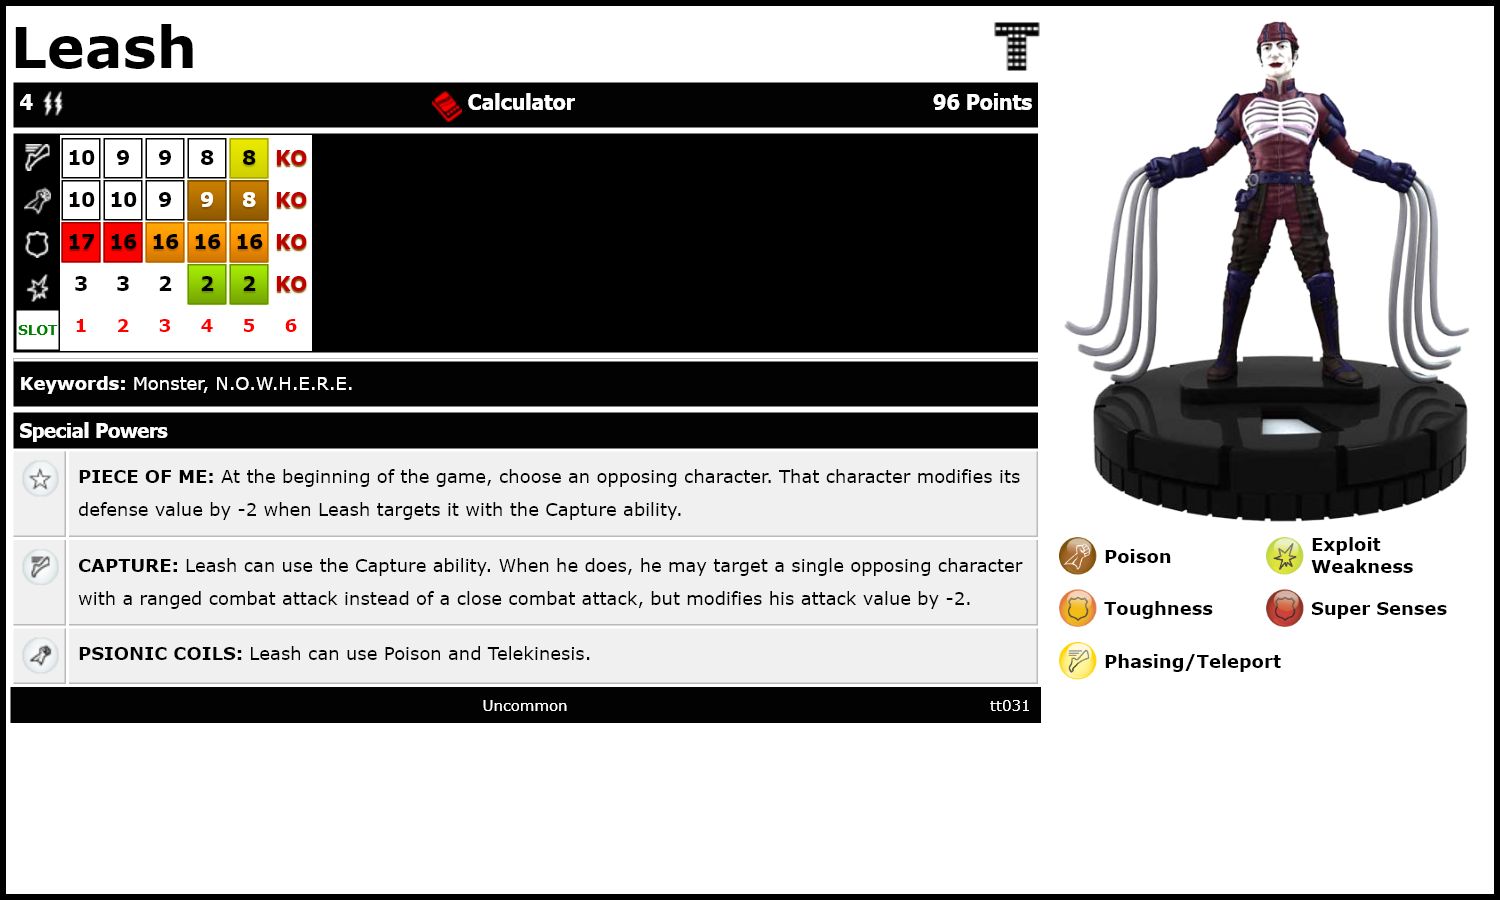 Leash
T
4
Calculator
96 Points
10 9 9 8 8 KO
10 10 9 9 8 KO
17 16 16 16 16 KO
3 3 2 2 2 KO
SLOT 1 2 3 4 5 6
Keywords: Monster, N.O.W.H.E.R.E.
Special Powers
PIECE OF ME: At the beginning of the game, choose an opposing character. That character modifies its
defense value by -2 when Leash targets it with the Capture ability.
CAPTURE: Leash can use the Capture ability. When he does, he may target a single opposing character
with a ranged combat attack instead of a close combat attack, but modifies his attack value by -2.
PSIONIC COILS: Leash can use Poison and Telekinesis.
Uncommon
tt031
Poison
Exploit
Weakness
Toughness
Super Senses
Phasing/Teleport